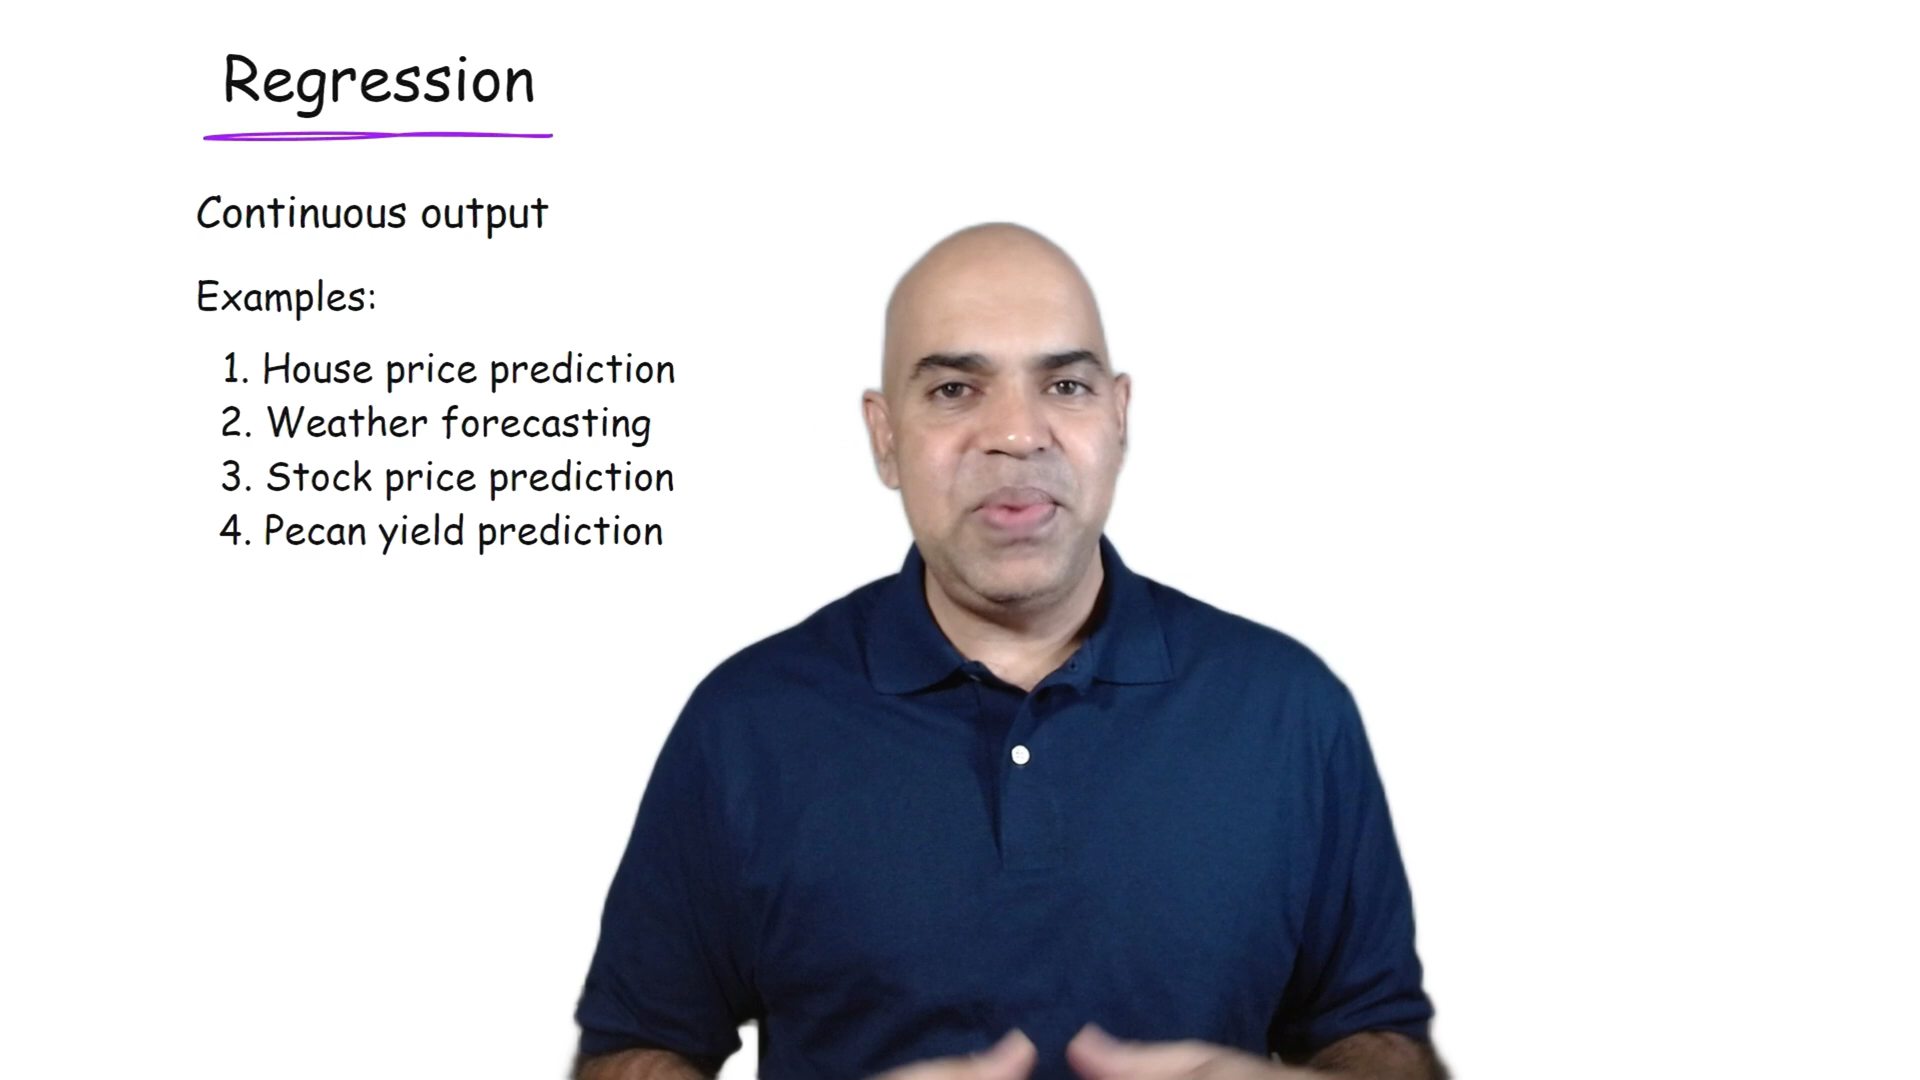 Regression
Continuous output
Examples:
1. House price prediction
2. Weather forecasting
3. Stock price prediction
4. Pecan yield prediction